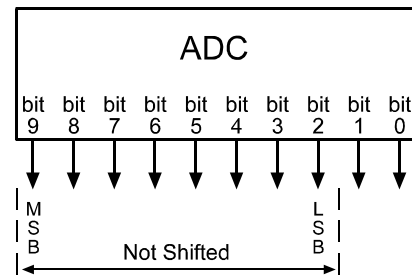 ADC
bit bit bit bit bit bit bit bit bit bit
9 8 7 6 5 4 3 2 1 0
MSB LSB
Not Shifted